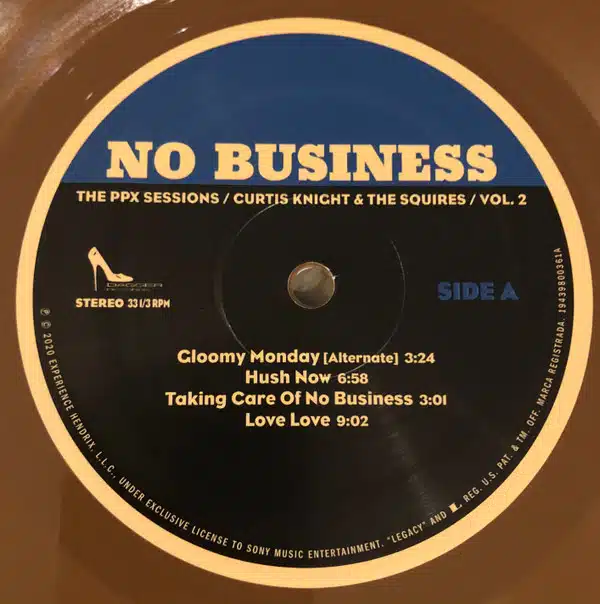 NO BUSINESS
THE PPX SESSIONS / CURTIS KNIGHT & THE SQUIRES / VOL. 2
DAGGER
STEREO 33 1/3 RPM
SIDE A
Gloomy Monday [Alternate] 3:24
Hush Now 6:58
Taking Care Of No Business 3:01
Love Love 9:02
℗ © 2020 EXPERIENCE HENDRIX, L.L.C., UNDER EXCLUSIVE LICENSE TO SONY MUSIC ENTERTAINMENT. "LEGACY" AND L, REG. U.S. PAT. & TM. OFF. MARCA REGISTRADA. 19439800361A